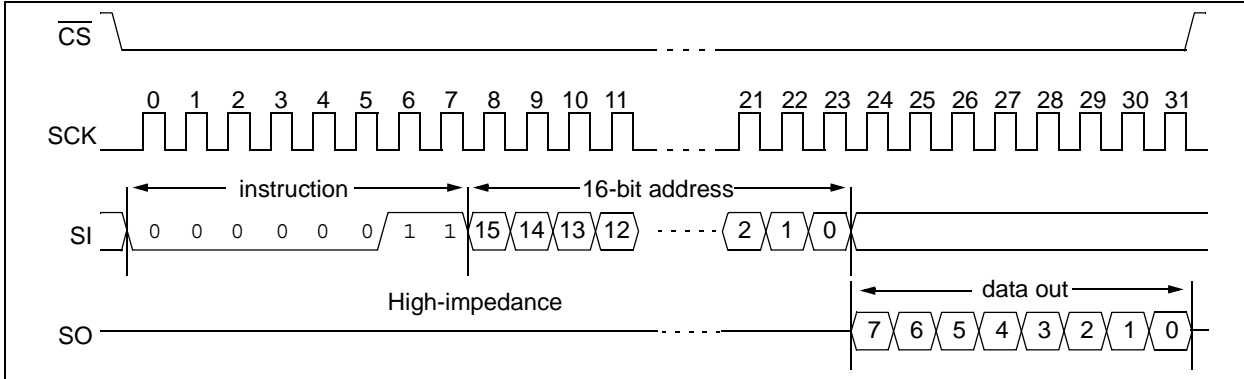 CS
0 1 2 3 4 5 6 7 8 9 10 11 21 22 23 24 25 26 27 28 29 30 31
SCK
instruction 16-bit address
SI 0 0 0 0 0 0 1 1 15 14 13 12 2 1 0
High-impedance data out
SO 7 6 5 4 3 2 1 0